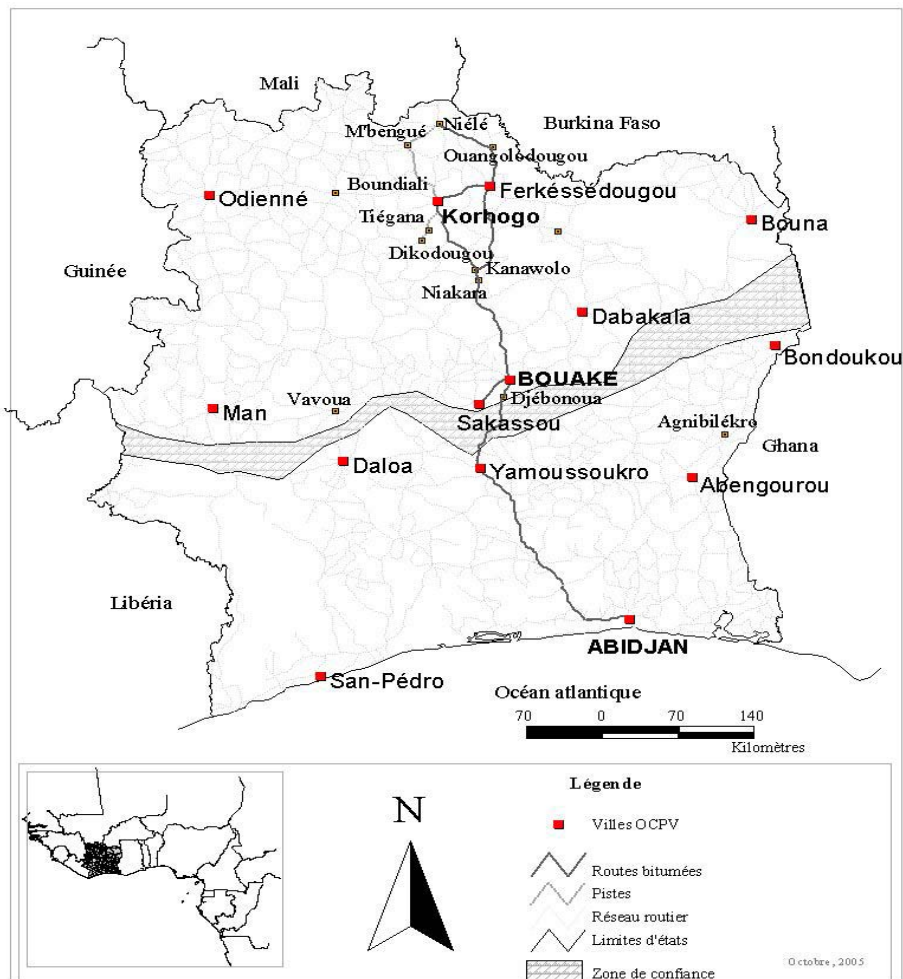 Mali
Niélé
Burkina Faso
M'bengué
Ouangolodougou
Boundiali
Ferkéssédougou
Odienné
Korhogo
Tiégana
Bouna
Dikodougou
Guinée
Kanawolo
Niakara
Dabakala
Bondoukou
BOUAKE
Vavoua
Djébonoua
Man
Sakassou
Agnibilékro
Ghana
Daloa
Yamoussoukro
Abengourou
Libéria
ABIDJAN
San-Pédro
Océan atlantique
70 0 70 140
Kilomètres
Légende
N
Villes OCPV
Routes bitumées
Pistes
Réseau routier
Limites d'états
Octobre, 2005
Zone de confiance